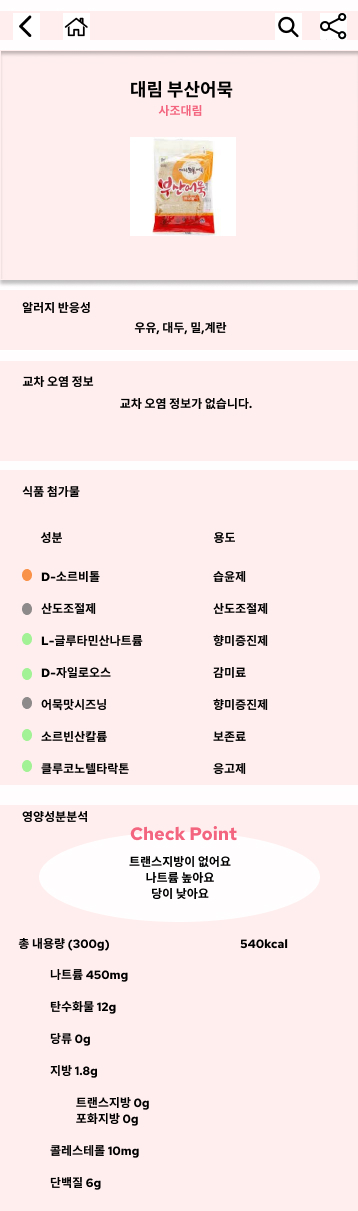 대림 부산어묵
사조대림
부산어묵
알러지 반응성
우유, 대두, 밀,계란
교차 오염 정보
교차 오염 정보가 없습니다.
식품 첨가물
성분 용도
D-소르비톨 습윤제
산도조절제 산도조절제
L-글루타민산나트륨 향미증진제
D-자일로오스 감미료
어묵맛시즈닝 향미증진제
소르빈산칼륨 보존료
클루코노텔타락톤 응고제
영양성분분석
Check Point
트랜스지방이 없어요
나트륨 높아요
당이 낮아요
총 내용량 (300g) 540kcal
나트륨 450mg
탄수화물 12g
당류 0g
지방 1.8g
트랜스지방 0g
포화지방 0g
콜레스테롤 10mg
단백질 6g